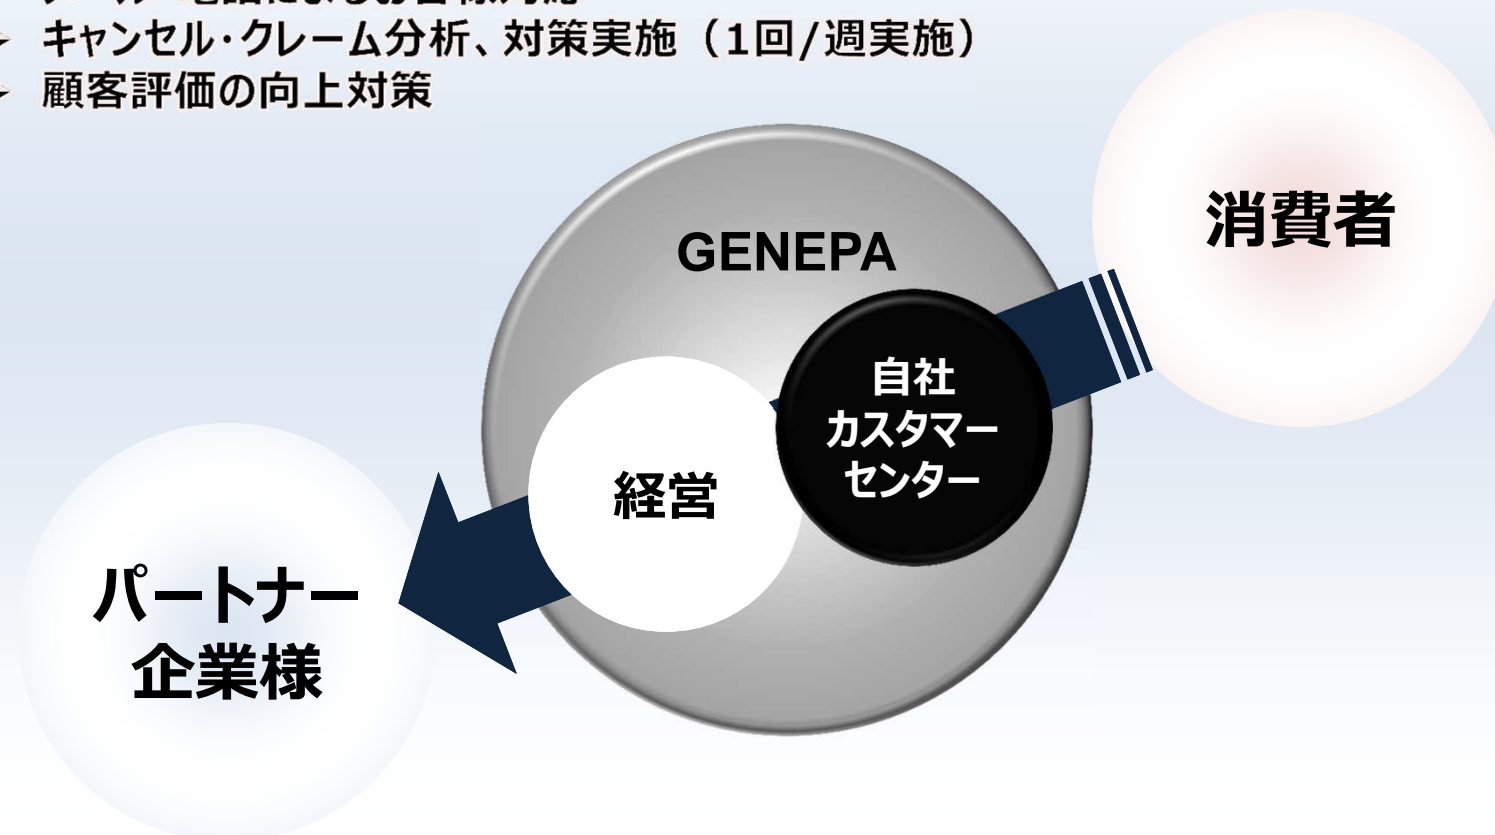 キャンセル・クレーム分析、対策実施（1回/週実施）
顧客評価の向上対策
消費者
GENEPA
自社
カスタマー
センター
経営
パートナー
企業様